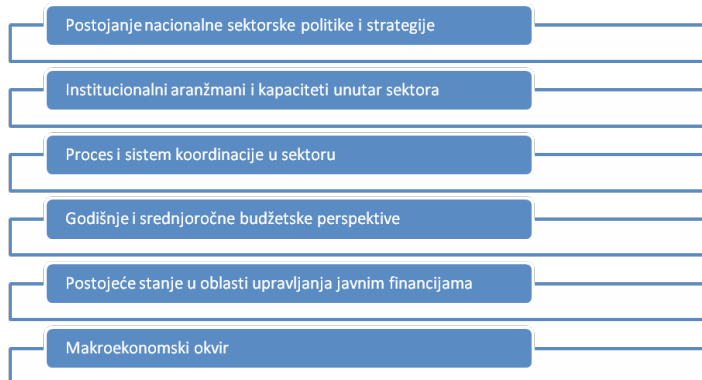 Postojanje nacionalne sektorske politike i strategije
Institucionalni aranžmani i kapaciteti unutar sektora
Proces i sistem koordinacije u sektoru
Godišnje i srednjoročne budžetske perspektive
Postojeće stanje u oblasti upravljanja javnim financijama
Makroekonomski okvir